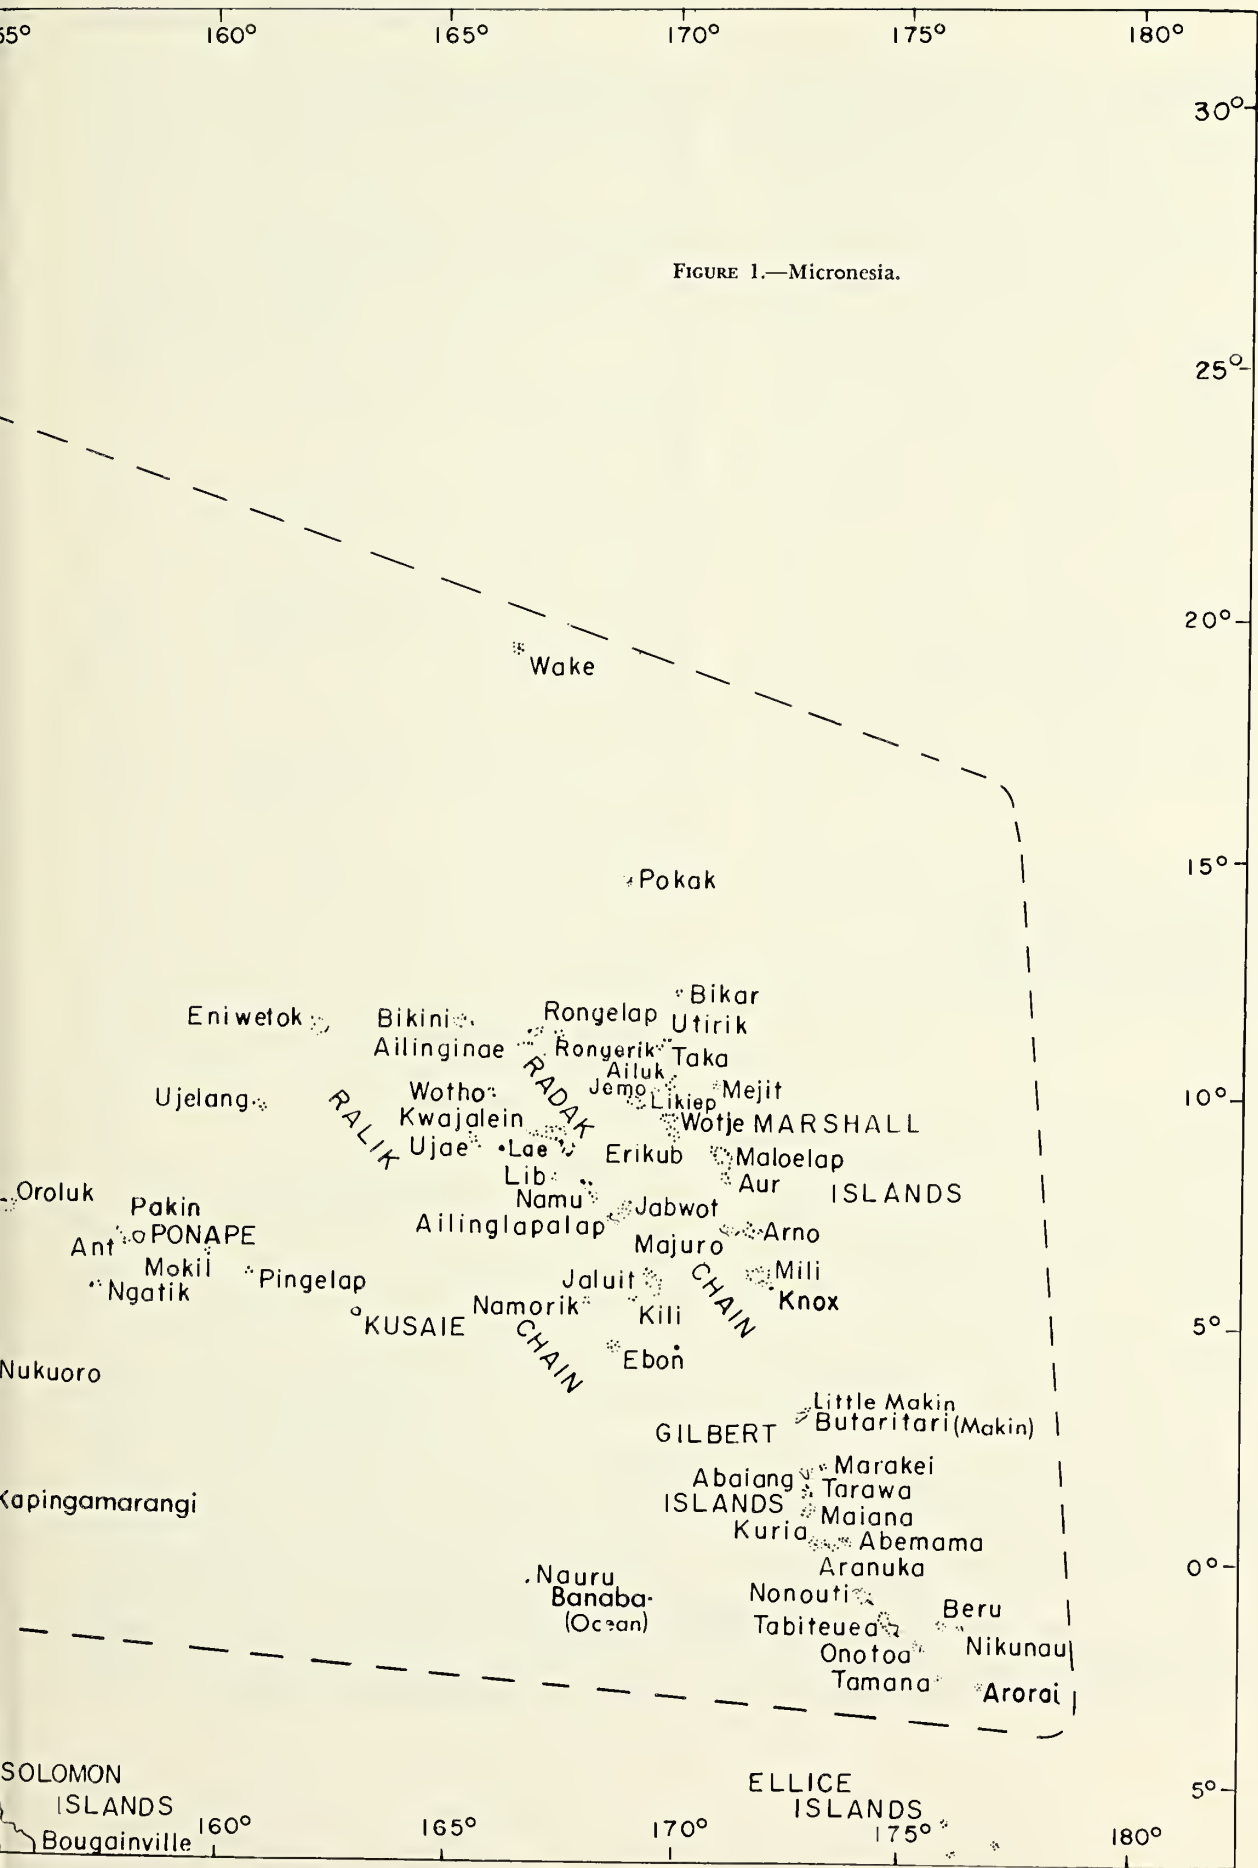 160° 165° 170° 175° 180°
30°
FIGURE 1.—Micronesia.
25°
20°
Wake
15°
Pokak
Bikar
Eniwetok Bikini Rongelap Utirik
Ailinginae Rongerik Taka
Ailuk
RADAK
Wotho Jemo Mejit
Ujelang Likiep 10°
RALIK
Kwajalein Wotje MARSHALL
Ujae Lae Erikub Maloelap
Lib Aur
Oroluk Namu ISLANDS
Pakin Jabwot
Ailinglapalap
Ant PONAPE Majuro Arno
Mokil Pingelap Jaluit Mili
Ngatik Namorik Kili CHAIN Knox
KUSAIE 5°
CHAIN
Ebon
Nukuoro
Little Makin
GILBERT Butaritari (Makin)
Abaiang Marakei
ISLANDS Tarawa
Kapingamarangi Maiana
Kuria Abemama
Aranuka 0°
Nauru Nonouti
Banaba Beru
(Ocean) Tabiteuea
Onotoa Nikunau
Tamana Arorai
SOLOMON ELLICE
ISLANDS ISLANDS 5°
160° 165° 170° 175° 180°
Bougainville